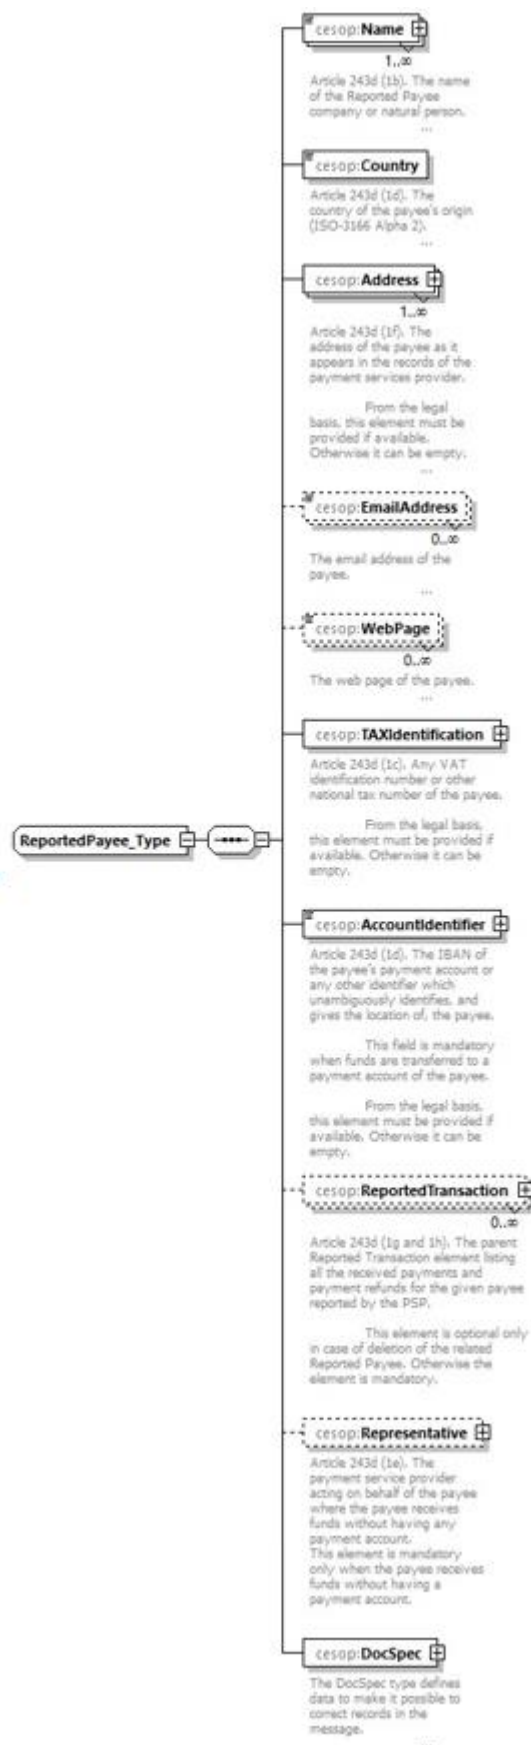 cesop:Name
1..∞
Article 243d (1b). The name
of the Reported Payee
company or natural person.
...
cesop:Country
Article 243d (1d). The
country of the payee's origin
(ISO-3166 Alpha 2).
...
cesop:Address
1..∞
Article 243d (1f). The
address of the payee as it
appears in the records of the
payment services provider.
From the legal
basis, this element must be
provided if available.
Otherwise it can be empty.
...
cesop:EmailAddress
0..∞
The email address of the
payee.
...
cesop:WebPage
0..∞
The web page of the payee.
...
cesop:TAXIdentification
Article 243d (1c). Any VAT
identification number or other
national tax number of the payee.
From the legal basis,
this element must be provided if
available. Otherwise it can be
empty.
ReportedPayee_Type
cesop:AccountIdentifier
Article 243d (1d). The IBAN of
the payee's payment account or
any other identifier which
unambiguously identifies, and
gives the location of, the payee.
This field is mandatory
when funds are transferred to a
payment account of the payee.
From the legal basis,
this element must be provided if
available. Otherwise it can be
empty.
cesop:ReportedTransaction
0..∞
Article 243d (1g and 1h). The parent
Reported Transaction element listing
all the received payments and
payment refunds for the given payee
reported by the PSP.
This element is optional only
in case of deletion of the related
Reported Payee. Otherwise the
element is mandatory.
cesop:Representative
Article 243d (1e). The
payment service provider
acting on behalf of the payee
where the payee receives
funds without having any
payment account.
This element is mandatory
only when the payee receives
funds without having a
payment account.
cesop:DocSpec
The DocSpec type defines
data to make it possible to
correct records in the
message.